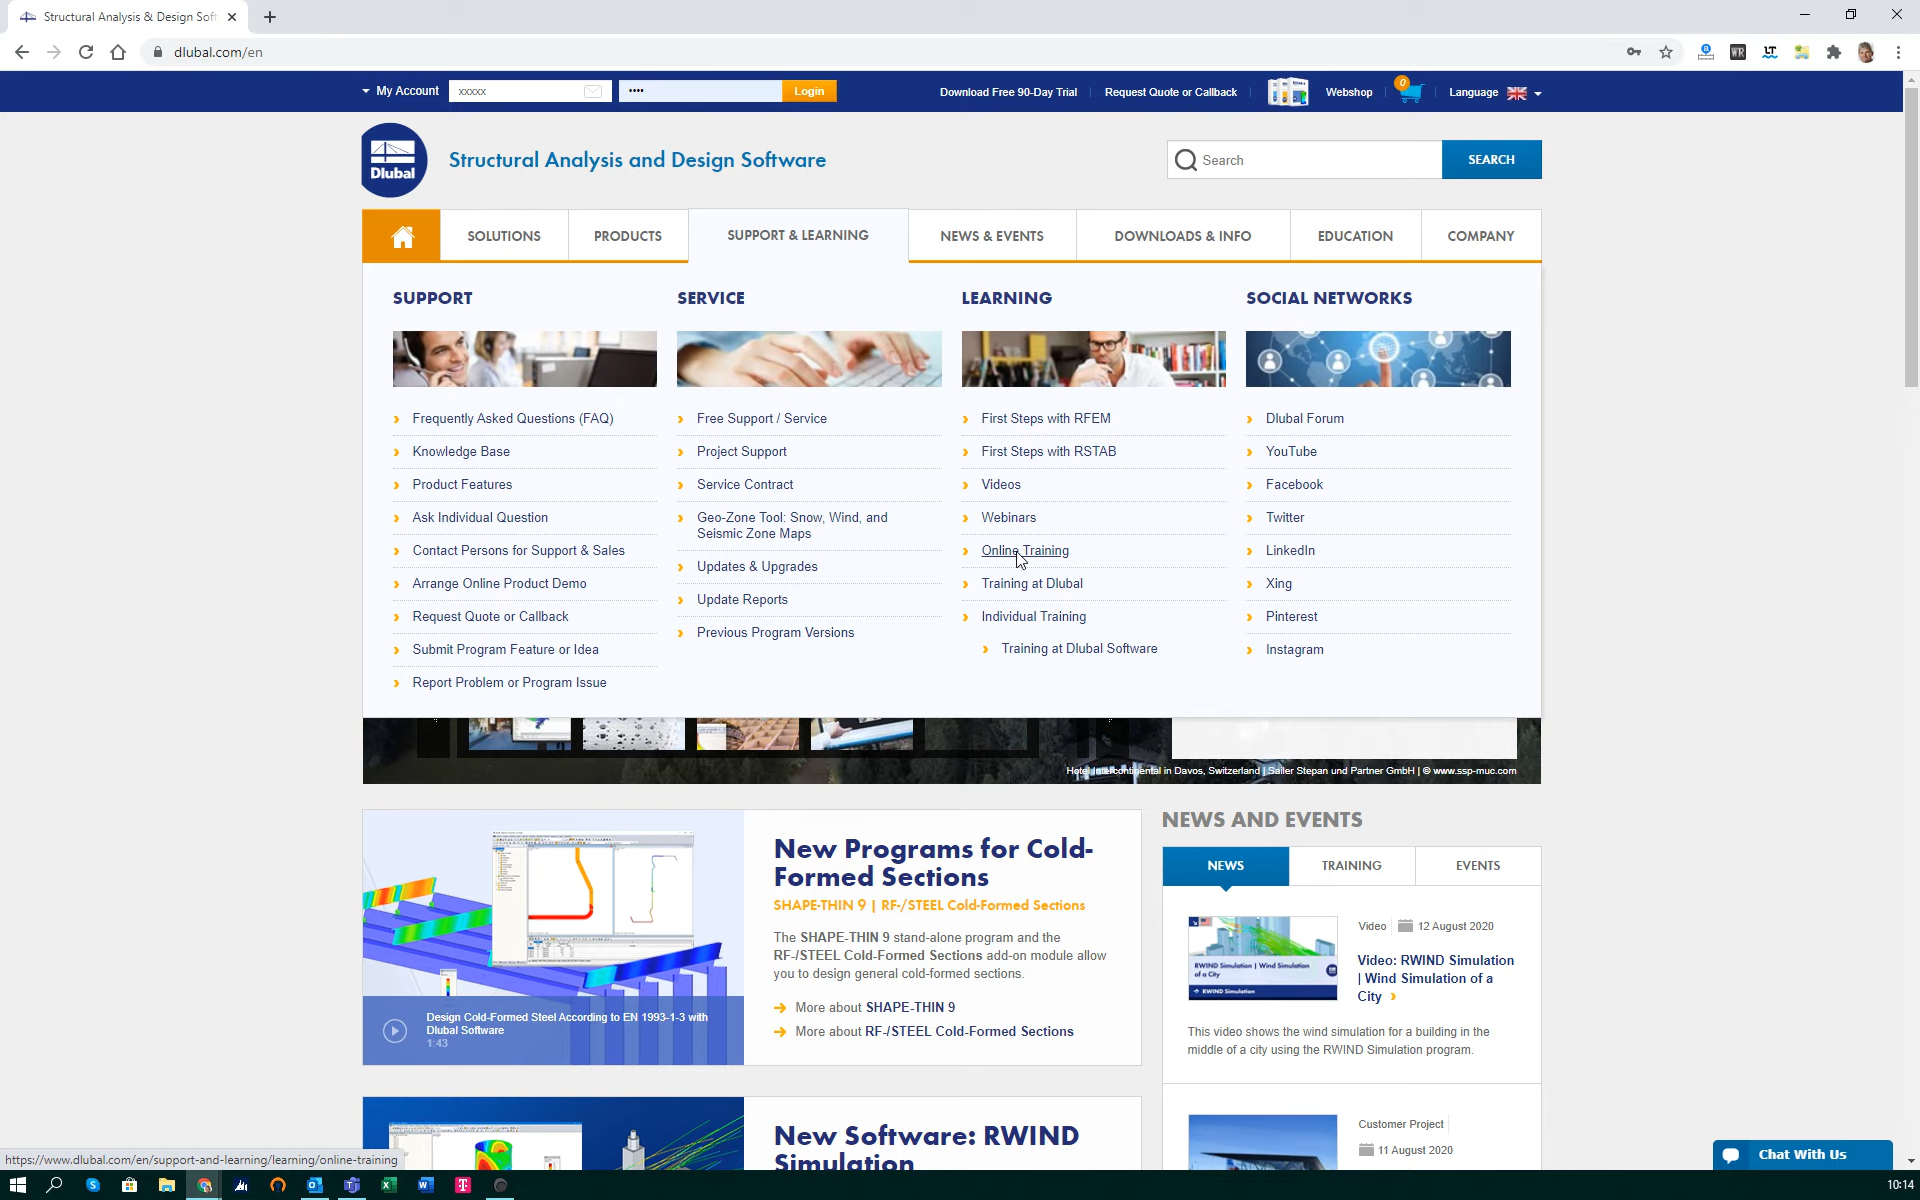 Structural Analysis & Design Soft
dlubal.com/en
My Account
xxxxx
••••
Login
Download Free 90-Day Trial
Request Quote or Callback
Webshop
0
Language
Dlubal
Structural Analysis and Design Software
Search
SEARCH
SOLUTIONS
PRODUCTS
SUPPORT & LEARNING
NEWS & EVENTS
DOWNLOADS & INFO
EDUCATION
COMPANY
SUPPORT
Frequently Asked Questions (FAQ)
Knowledge Base
Product Features
Ask Individual Question
Contact Persons for Support & Sales
Arrange Online Product Demo
Request Quote or Callback
Submit Program Feature or Idea
Report Problem or Program Issue
SERVICE
Free Support / Service
Project Support
Service Contract
Geo-Zone Tool: Snow, Wind, and
Seismic Zone Maps
Updates & Upgrades
Update Reports
Previous Program Versions
LEARNING
First Steps with RFEM
First Steps with RSTAB
Videos
Webinars
Online Training
Training at Dlubal
Individual Training
Training at Dlubal Software
SOCIAL NETWORKS
Dlubal Forum
YouTube
Facebook
Twitter
LinkedIn
Xing
Pinterest
Instagram
Hotel Intercontinental in Davos, Switzerland | Sailer Stepan und Partner GmbH | © www.ssp-muc.com
Design Cold-Formed Steel According to EN 1993-1-3 with
Dlubal Software
1:43
New Programs for Cold-
Formed Sections
SHAPE-THIN 9 | RF-/STEEL Cold-Formed Sections
The SHAPE-THIN 9 stand-alone program and the
RF-/STEEL Cold-Formed Sections add-on module allow
you to design general cold-formed sections.
More about SHAPE-THIN 9
More about RF-/STEEL Cold-Formed Sections
NEWS AND EVENTS
NEWS
TRAINING
EVENTS
RWIND Simulation | Wind Simulation
of a City
RWIND Simulation
Video
12 August 2020
Video: RWIND Simulation
| Wind Simulation of a
City
This video shows the wind simulation for a building in the
middle of a city using the RWIND Simulation program.
Customer Project
11 August 2020
New Software: RWIND
Simulation
Chat With Us
https://www.dlubal.com/en/support-and-learning/learning/online-training
10:14